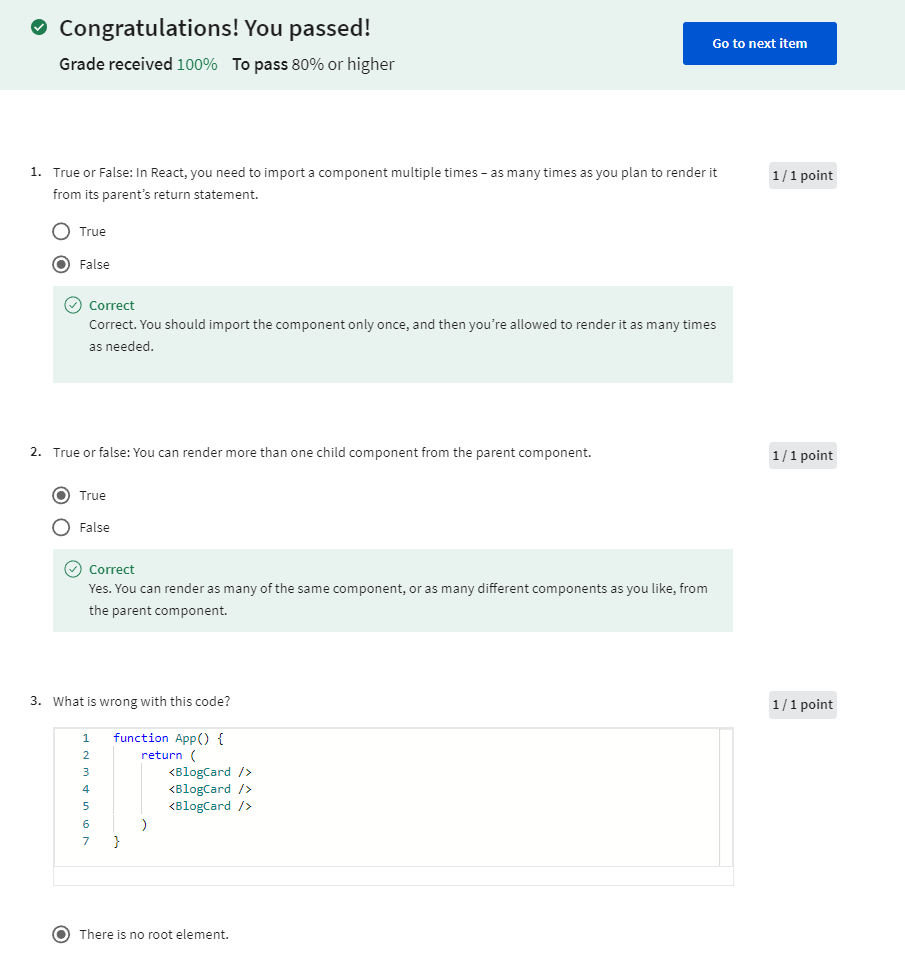 Congratulations! You passed!
Grade received 100% To pass 80% or higher
Go to next item
1. True or False: In React, you need to import a component multiple times – as many times as you plan to render it
from its parent’s return statement.
1 / 1 point
True
False
Correct
Correct. You should import the component only once, and then you’re allowed to render it as many times
as needed.
2. True or false: You can render more than one child component from the parent component.
1 / 1 point
True
False
Correct
Yes. You can render as many of the same component, or as many different components as you like, from
the parent component.
3. What is wrong with this code?
1 / 1 point
1 function App() {
2 return (
3 <BlogCard />
4 <BlogCard />
5 <BlogCard />
6 )
7 }
There is no root element.